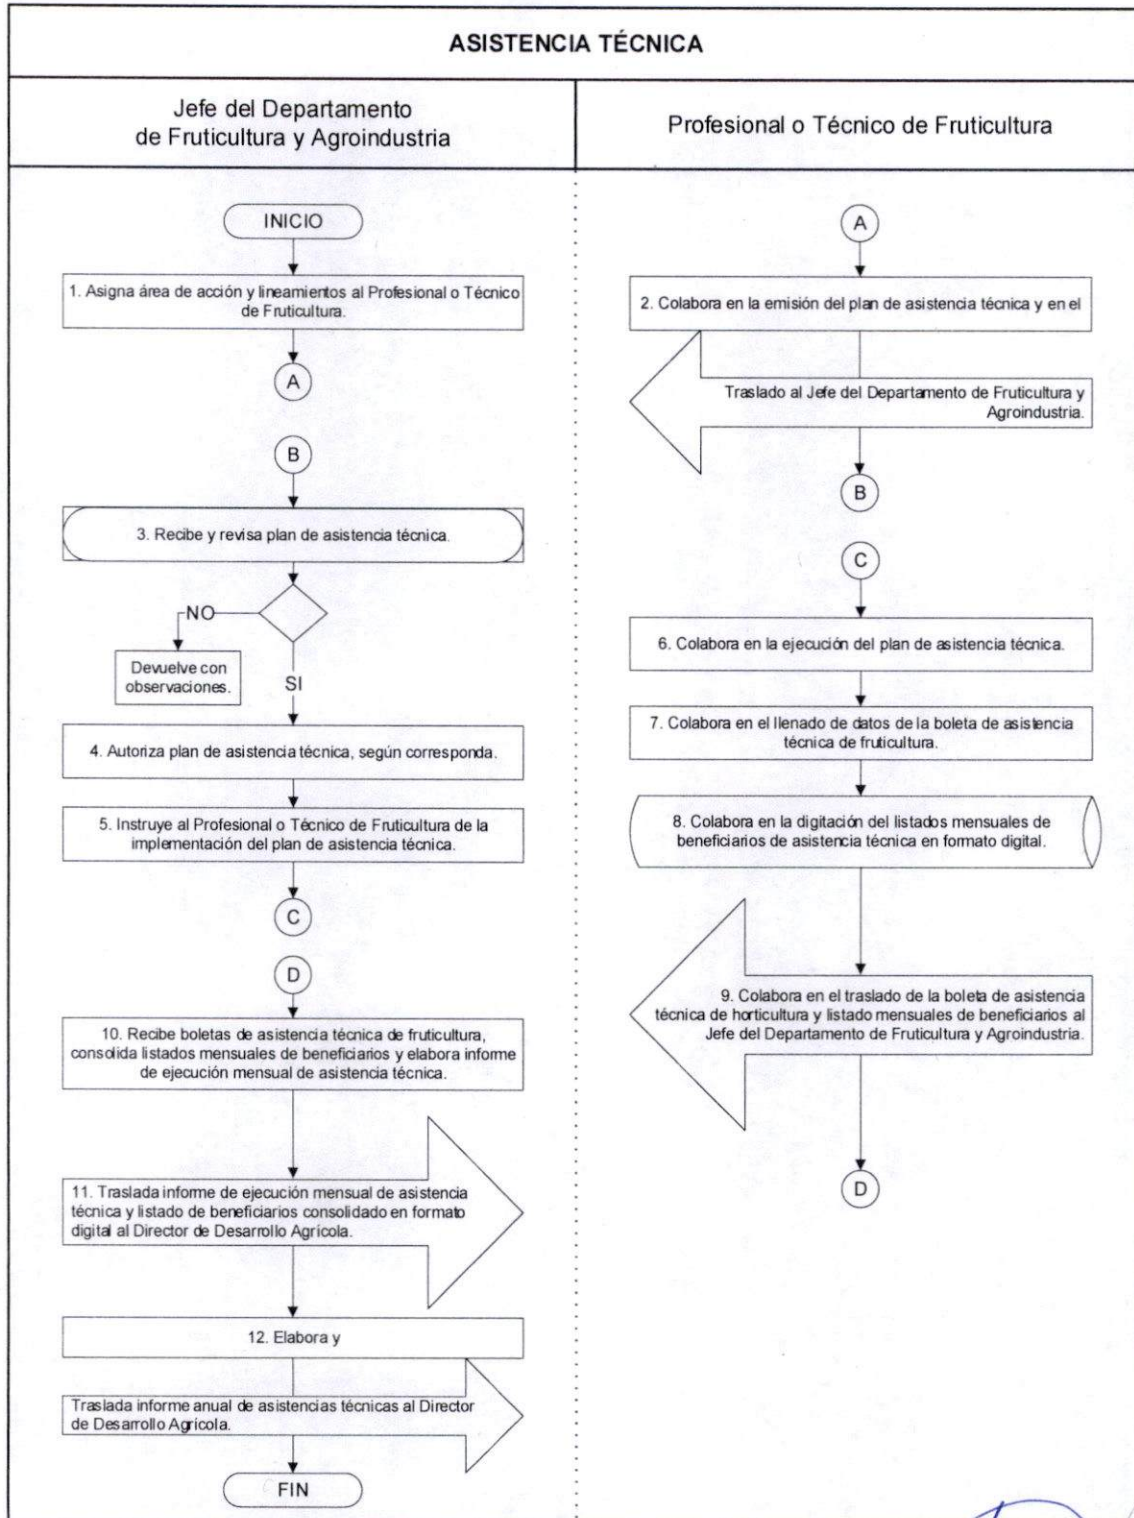 ASISTENCIA TÉCNICA
Jefe del Departamento
de Fruticultura y Agroindustria
Profesional o Técnico de Fruticultura
INICIO
1. Asigna área de acción y lineamientos al Profesional o Técnico
de Fruticultura.
A
B
3. Recibe y revisa plan de asistencia técnica.
NO
Devuelve con
observaciones.
SI
4. Autoriza plan de asistencia técnica, según corresponda.
5. Instruye al Profesional o Técnico de Fruticultura de la
implementación del plan de asistencia técnica.
C
D
10. Recibe boletas de asistencia técnica de fruticultura,
consolida listados mensuales de beneficiarios y elabora informe
de ejecución mensual de asistencia técnica.
11. Traslada informe de ejecución mensual de asistencia
técnica y listado de beneficiarios consolidado en formato
digital al Director de Desarrollo Agrícola.
12. Elabora y
Traslada informe anual de asistencias técnicas al Director
de Desarrollo Agrícola.
FIN
A
2. Colabora en la emisión del plan de asistencia técnica y en el
Traslado al Jefe del Departamento de Fruticultura y
Agroindustria.
B
C
6. Colabora en la ejecución del plan de asistencia técnica.
7. Colabora en el llenado de datos de la boleta de asistencia
técnica de fruticultura.
8. Colabora en la digitación del listados mensuales de
beneficiarios de asistencia técnica en formato digital.
9. Colabora en el traslado de la boleta de asistencia
técnica de horticultura y listado mensuales de beneficiarios al
Jefe del Departamento de Fruticultura y Agroindustria.
D